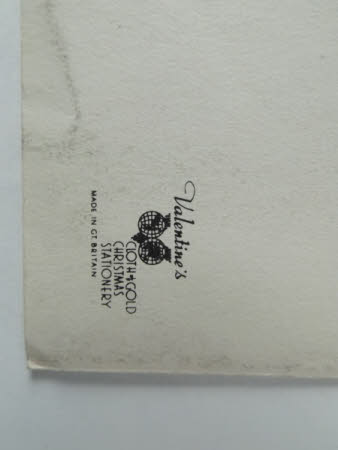 Valentine's
CLOTH of GOLD
CHRISTMAS
STATIONERY
MADE IN GT. BRITAIN